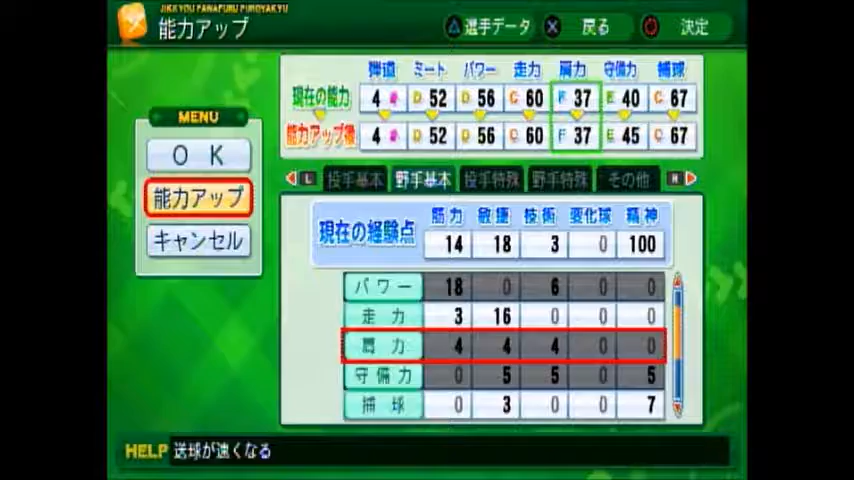 JIKKYOU PAWAFURU PUROYAKYU
能力アップ
選手データ 戻る 決定
弾道 ミート パワー 走力 肩力 守備力 捕球
現在の能力 4 D 52 D 56 C 60 F 37 E 40 C 67
能力アップ後 4 D 52 D 56 C 60 F 37 E 45 C 67
MENU
OK
能力アップ
キャンセル
L 投手基本 野手基本 投手特殊 野手特殊 その他 R
筋力 敏捷 技術 変化球 精神
現在の経験点 14 18 3 0 100
パワー 18 0 6 0 0
走力 3 16 0 0 0
肩力 4 4 4 0 0
守備力 0 5 5 0 5
捕球 0 3 0 0 7
HELP 送球が速くなる